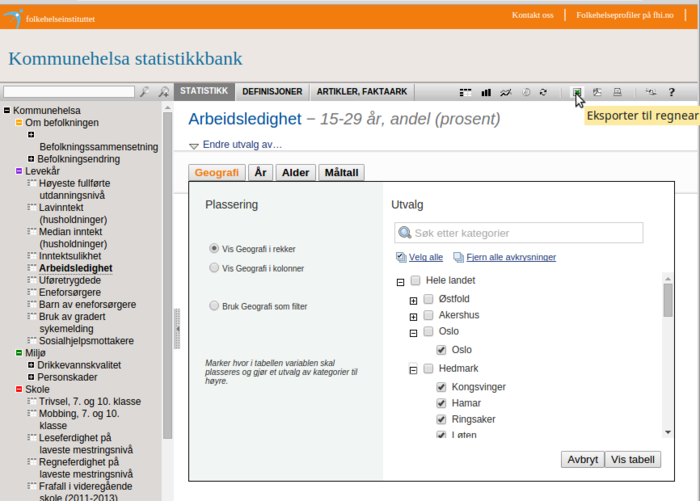 folkehelseinstituttet
Kontakt oss
Folkehelseprofiler på fhi.no
Kommunehelsa statistikkbank
STATISTIKK
DEFINISJONER
ARTIKLER, FAKTAARK
?
Eksporter til regnear
Kommunehelsa
Om befolkningen
Befolkningssammensetning
Befolkningsendring
Levekår
Høyeste fullførte
utdanningsnivå
Lavinntekt
(husholdninger)
Median inntekt
(husholdninger)
Inntektsulikhet
Arbeidsledighet
Uføretrygdede
Eneforsørgere
Barn av eneforsørgere
Bruk av gradert
sykemelding
Sosialhjelpsmottakere
Miljø
Drikkevannskvalitet
Personskader
Skole
Trivsel, 7. og 10. klasse
Mobbing, 7. og 10.
klasse
Leseferdighet på
laveste mestringsnivå
Regneferdighet på
laveste mestringsnivå
Frafall i videregående
skole (2011-2013)
Arbeidsledighet – 15-29 år, andel (prosent)
Endre utvalg av…
Geografi
År
Alder
Måltall
Plassering
Vis Geografi i rekker
Vis Geografi i kolonner
Bruk Geografi som filter
Marker hvor i tabellen variablen skal
plasseres og gjør et utvalg av kategorier til
høyre.
Utvalg
Søk etter kategorier
Velg alle
Fjern alle avkrysninger
Hele landet
Østfold
Akershus
Oslo
Oslo
Hedmark
Kongsvinger
Hamar
Ringsaker
Løten
Avbryt
Vis tabell